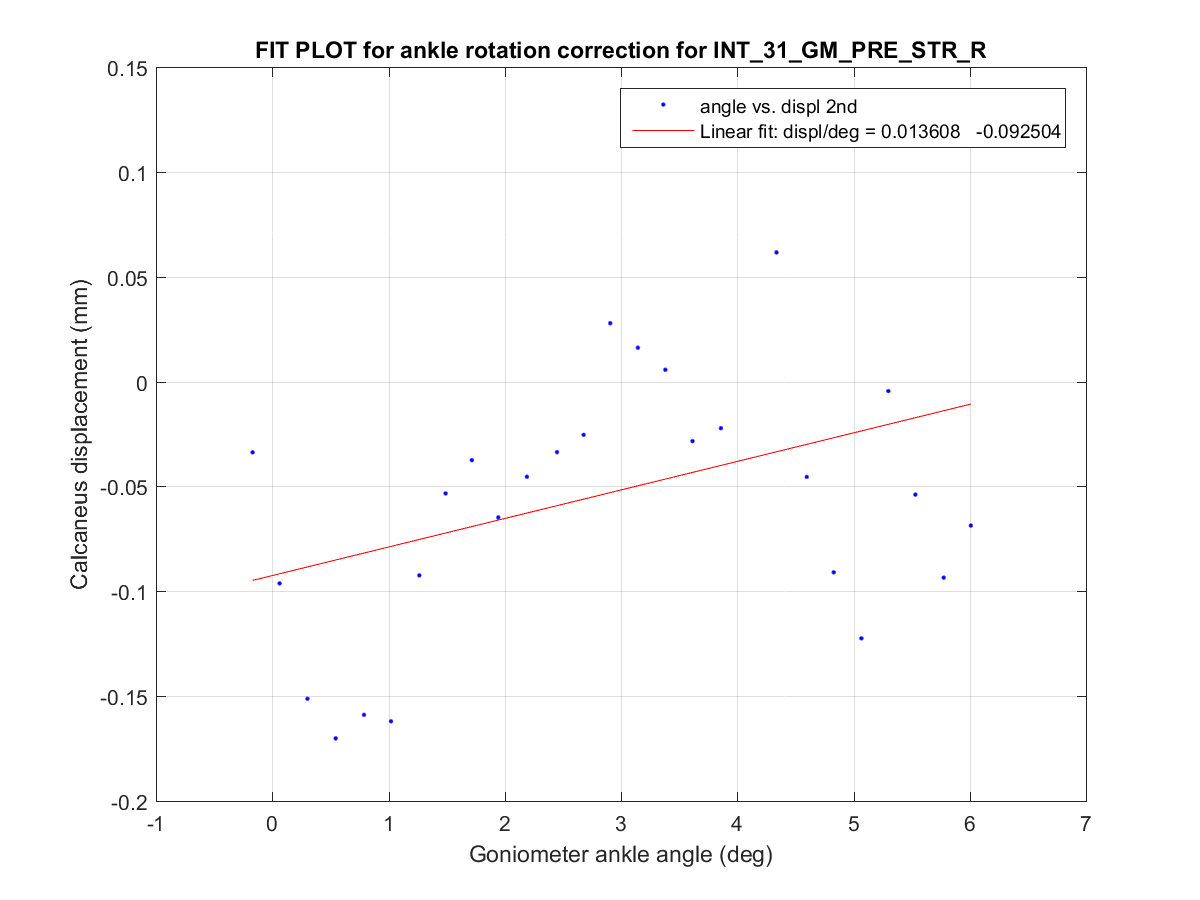 FIT PLOT for ankle rotation correction for INT_31_GM_PRE_STR_R
0.15
0.1
0.05
0
-0.05
-0.1
-0.15
-0.2
Calcaneus displacement (mm)
angle vs. displ 2nd
Linear fit: displ/deg = 0.013608   -0.092504
-1 0 1 2 3 4 5 6 7
Goniometer ankle angle (deg)